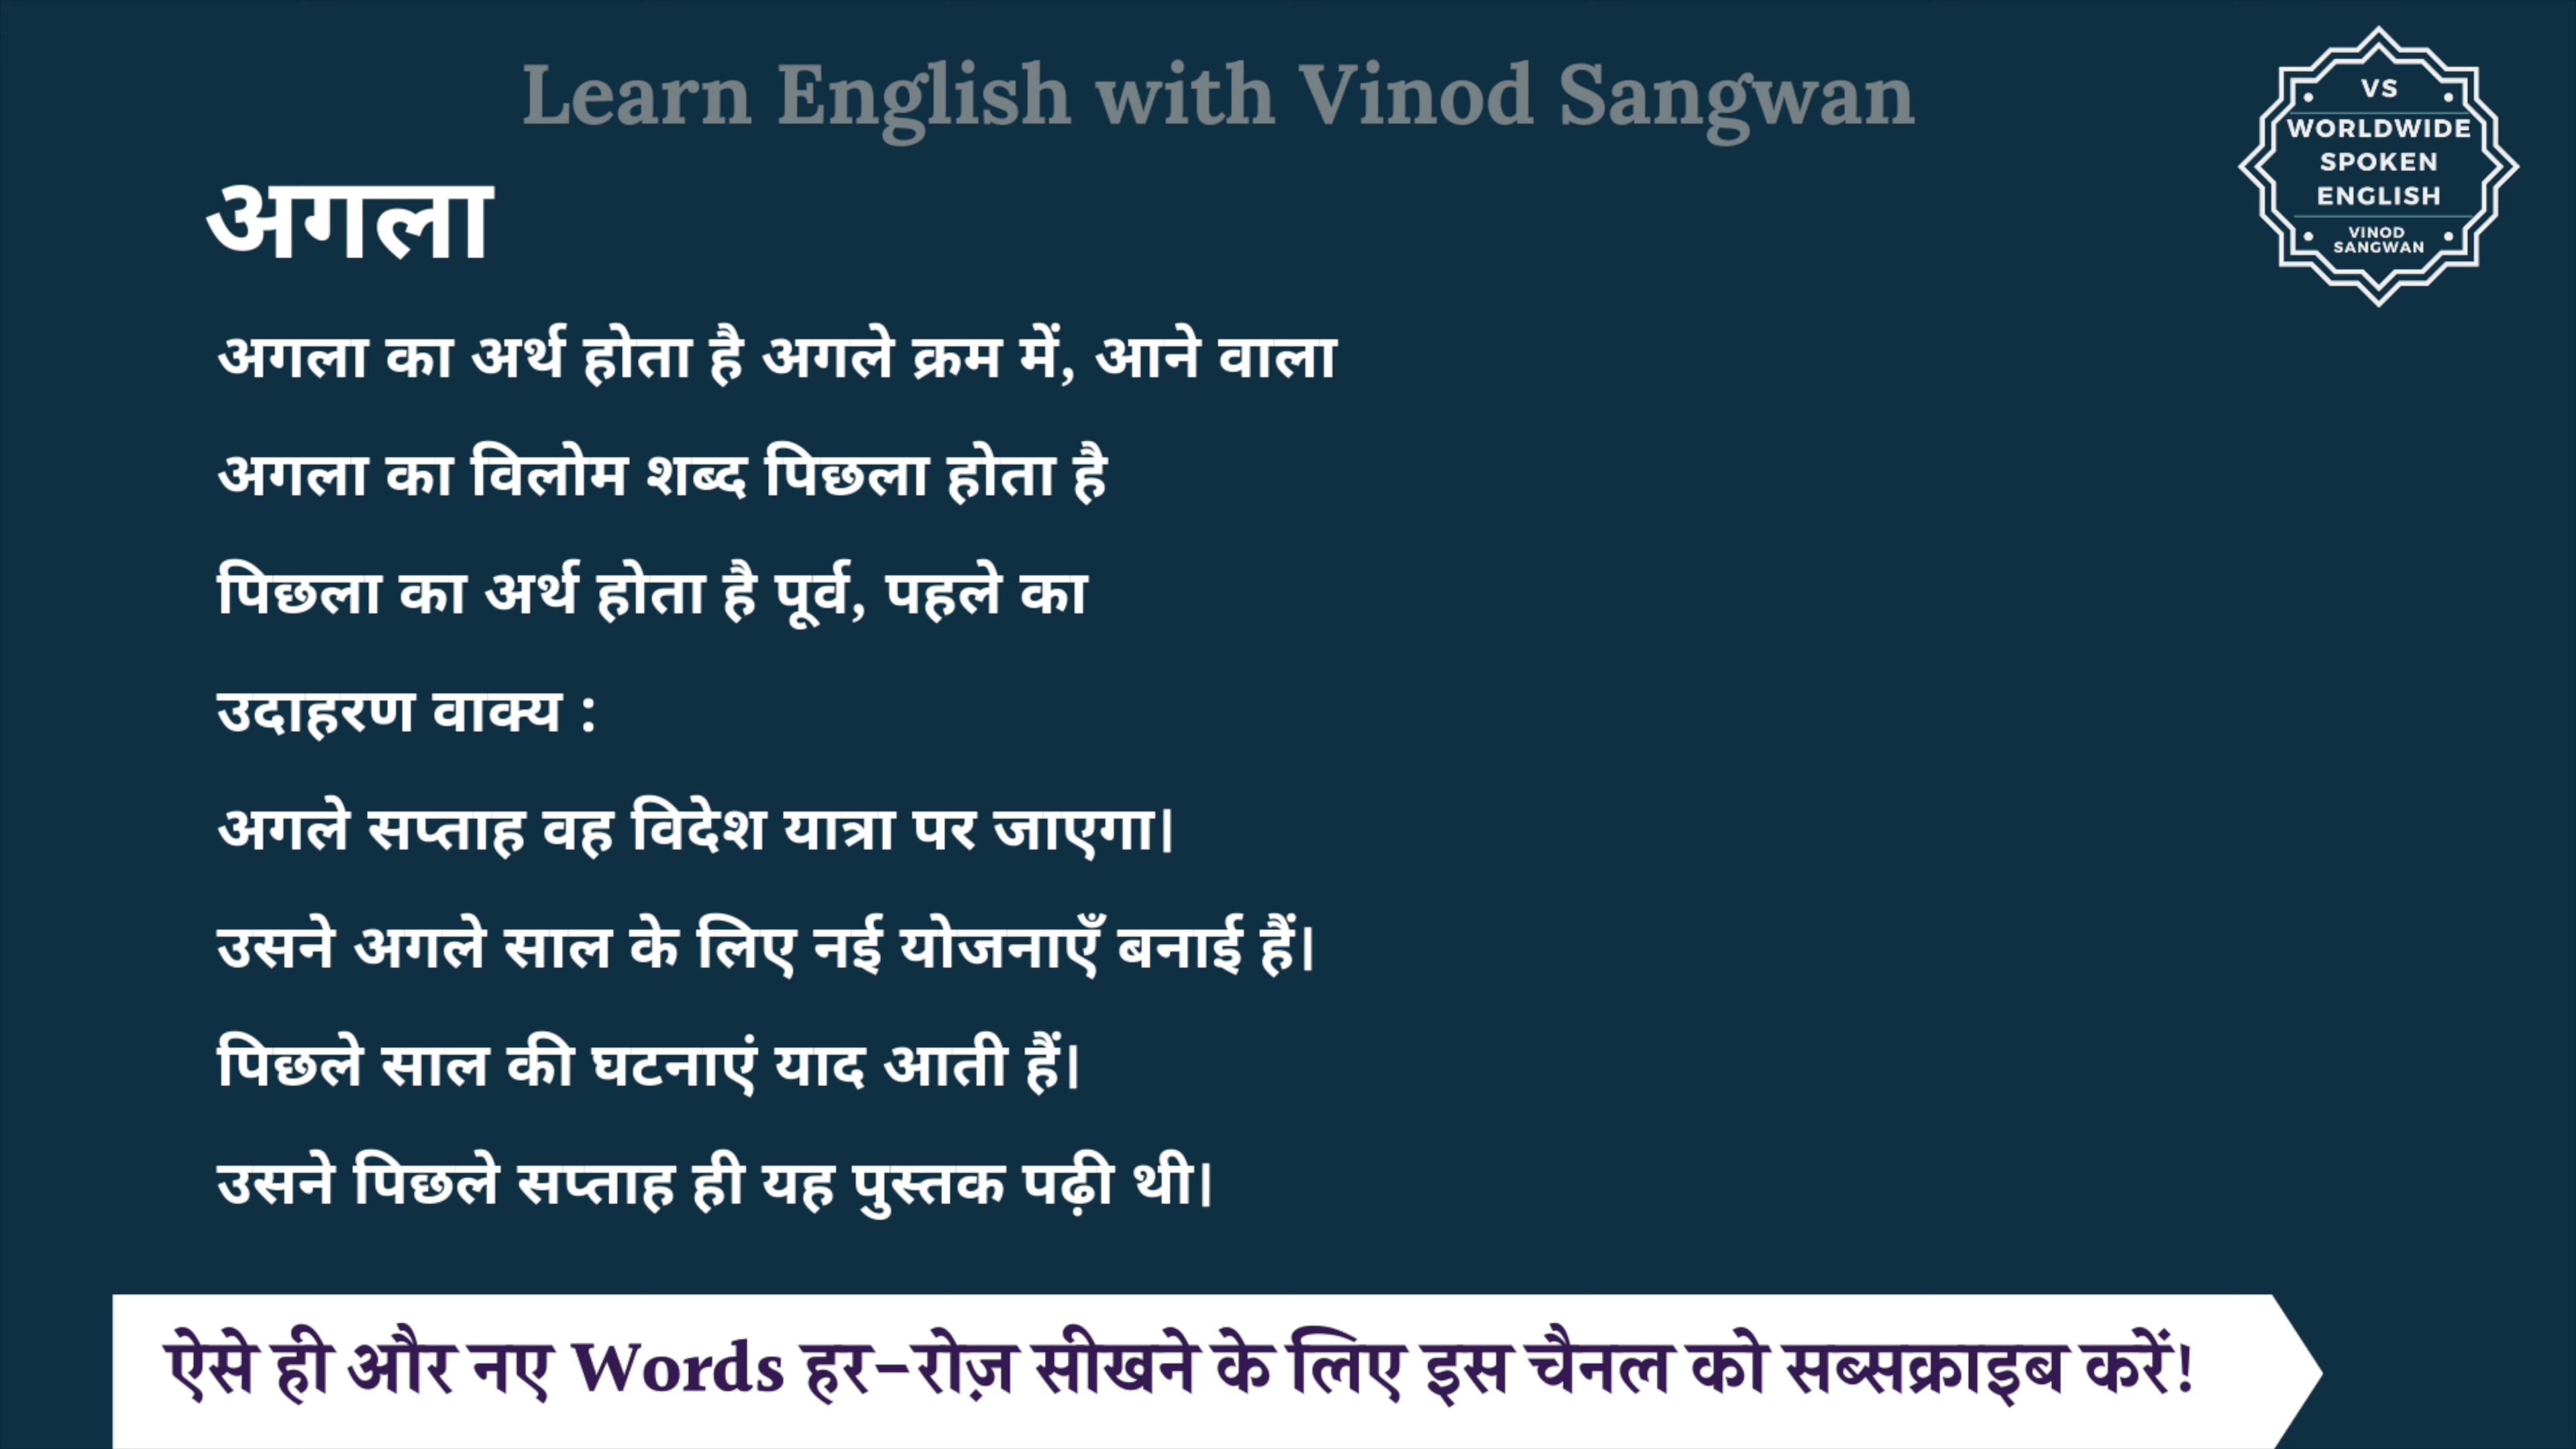 Learn English with Vinod Sangwan
VS
WORLDWIDE
SPOKEN
ENGLISH
VINOD
SANGWAN
अगला
अगला का अर्थ होता है अगले क्रम में, आने वाला
अगला का विलोम शब्द पिछला होता है
पिछला का अर्थ होता है पूर्व, पहले का
उदाहरण वाक्य :
अगले सप्ताह वह विदेश यात्रा पर जाएगा।
उसने अगले साल के लिए नई योजनाएँ बनाई हैं।
पिछले साल की घटनाएं याद आती हैं।
उसने पिछले सप्ताह ही यह पुस्तक पढ़ी थी।
ऐसे ही और नए Words हर-रोज़ सीखने के लिए इस चैनल को सब्सक्राइब करें!